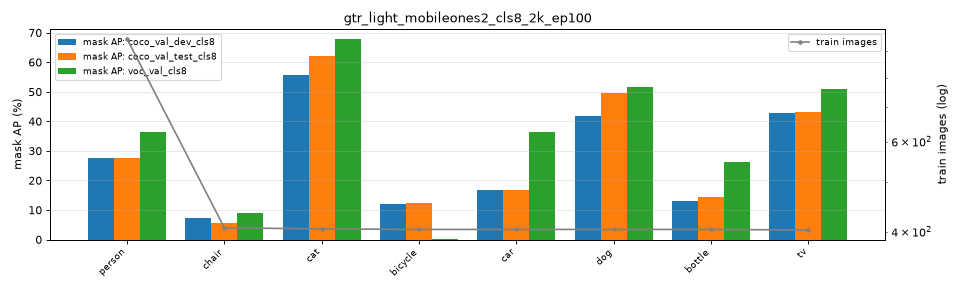 gtr_light_mobileones2_cls8_2k_ep100
mask AP: coco_val_dev_cls8
mask AP: coco_val_test_cls8
mask AP: voc_val_cls8
train images
mask AP (%)
70
60
50
40
30
20
10
0
train images (log)
6 × 10²
4 × 10²
person
chair
cat
bicycle
car
dog
bottle
tv